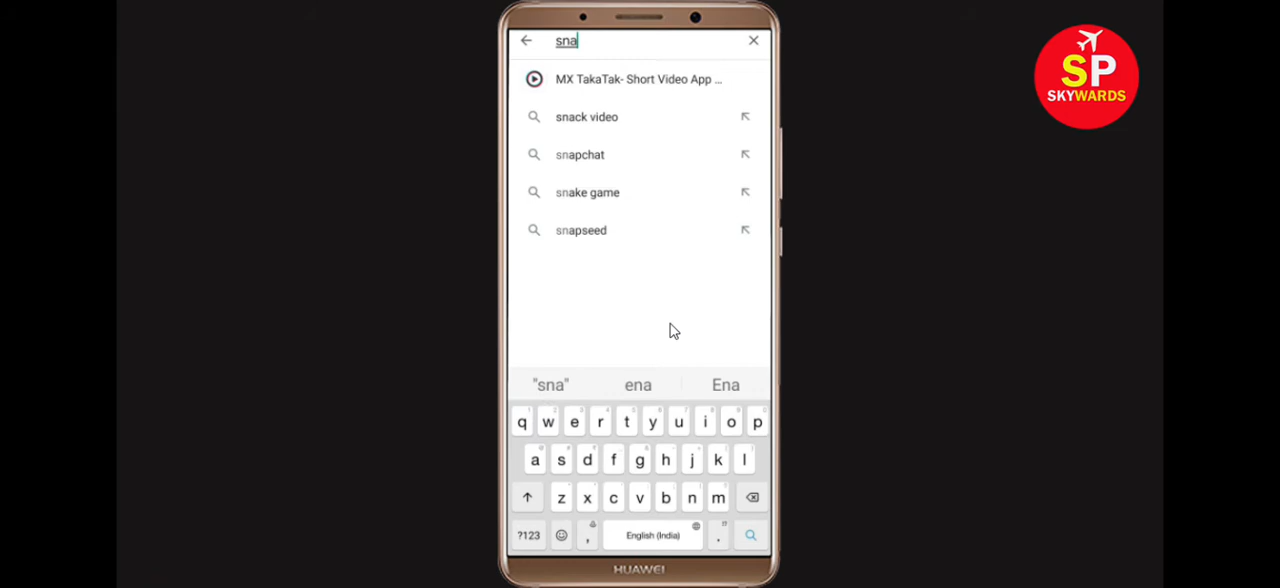 sna
SP
SKYWARDS
MX TakaTak- Short Video App ...
snack video
snapchat
snake game
snapseed
"sna" ena Ena
q w e r t y u i o p
a s d f g h j k l
z x c v b n m
?123 , English (India) .
HUAWEI